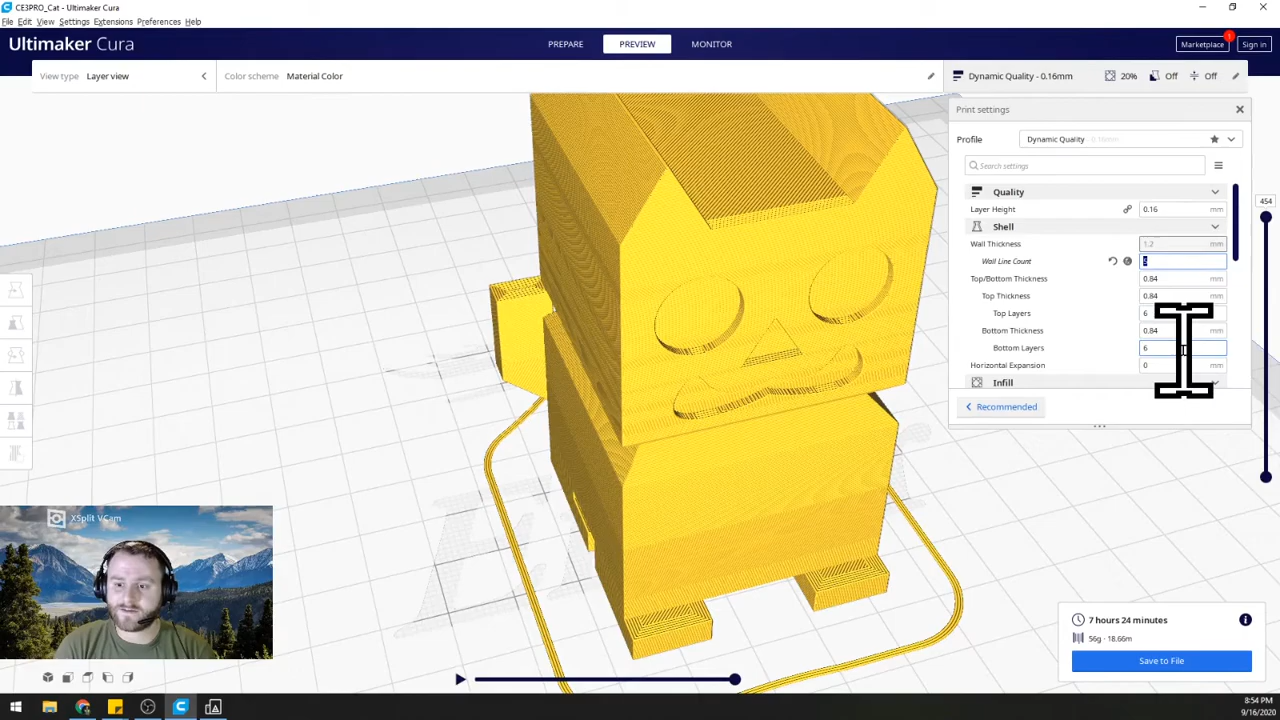 CE3PRO_Cat - Ultimaker Cura
File Edit View Settings Extensions Preferences Help
Ultimaker Cura
PREPARE PREVIEW MONITOR
Marketplace 1 Sign in
View type Layer view
Color scheme Material Color
Dynamic Quality - 0.16mm 20% Off Off
Print settings
Profile Dynamic Quality 0.16mm
Search settings
Quality
Layer Height 0.16 mm
454
Shell
Wall Thickness 1.2 mm
Wall Line Count
Top/Bottom Thickness 0.84
Top Thickness 0.84 mm
Top Layers 6
Bottom Thickness 0.84 mm
Bottom Layers 6
Horizontal Expansion 0 mm
Infill
Recommended
XSplit VCam
7 hours 24 minutes
56g · 18.66m
Save to File
8:54 PM
9/16/2020